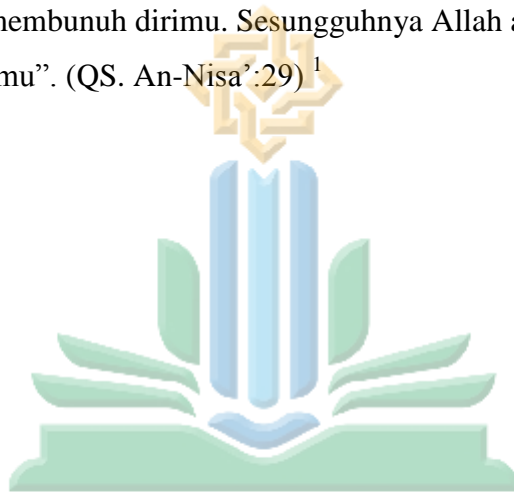 membunuh dirimu. Sesungguhnya Allah a
mu”. (QS. An-Nisa’:29) 1